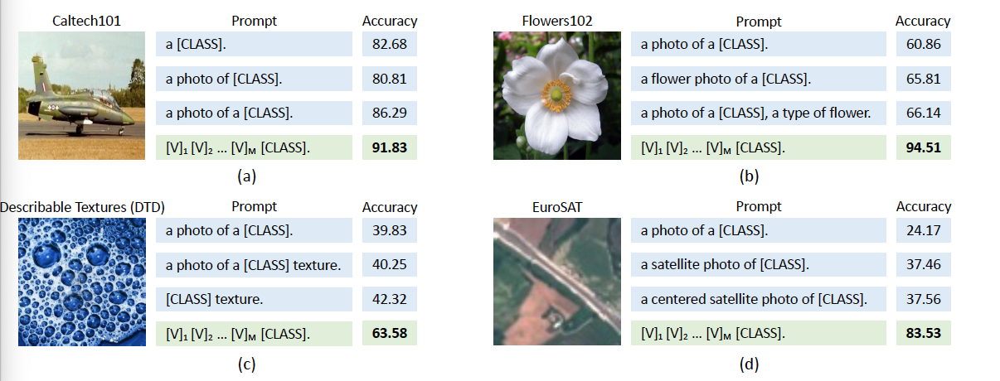 Caltech101 Prompt Accuracy
a [CLASS]. 82.68
a photo of [CLASS]. 80.81
a photo of a [CLASS]. 86.29
[V]₁ [V]₂ ... [V]ᴍ [CLASS]. 91.83
(a)
Flowers102 Prompt Accuracy
a photo of a [CLASS]. 60.86
a flower photo of a [CLASS]. 65.81
a photo of a [CLASS], a type of flower. 66.14
[V]₁ [V]₂ ... [V]ᴍ [CLASS]. 94.51
(b)
Describable Textures (DTD) Prompt Accuracy
a photo of a [CLASS]. 39.83
a photo of a [CLASS] texture. 40.25
[CLASS] texture. 42.32
[V]₁ [V]₂ ... [V]ᴍ [CLASS]. 63.58
(c)
EuroSAT Prompt Accuracy
a photo of a [CLASS]. 24.17
a satellite photo of [CLASS]. 37.46
a centered satellite photo of [CLASS]. 37.56
[V]₁ [V]₂ ... [V]ᴍ [CLASS]. 83.53
(d)